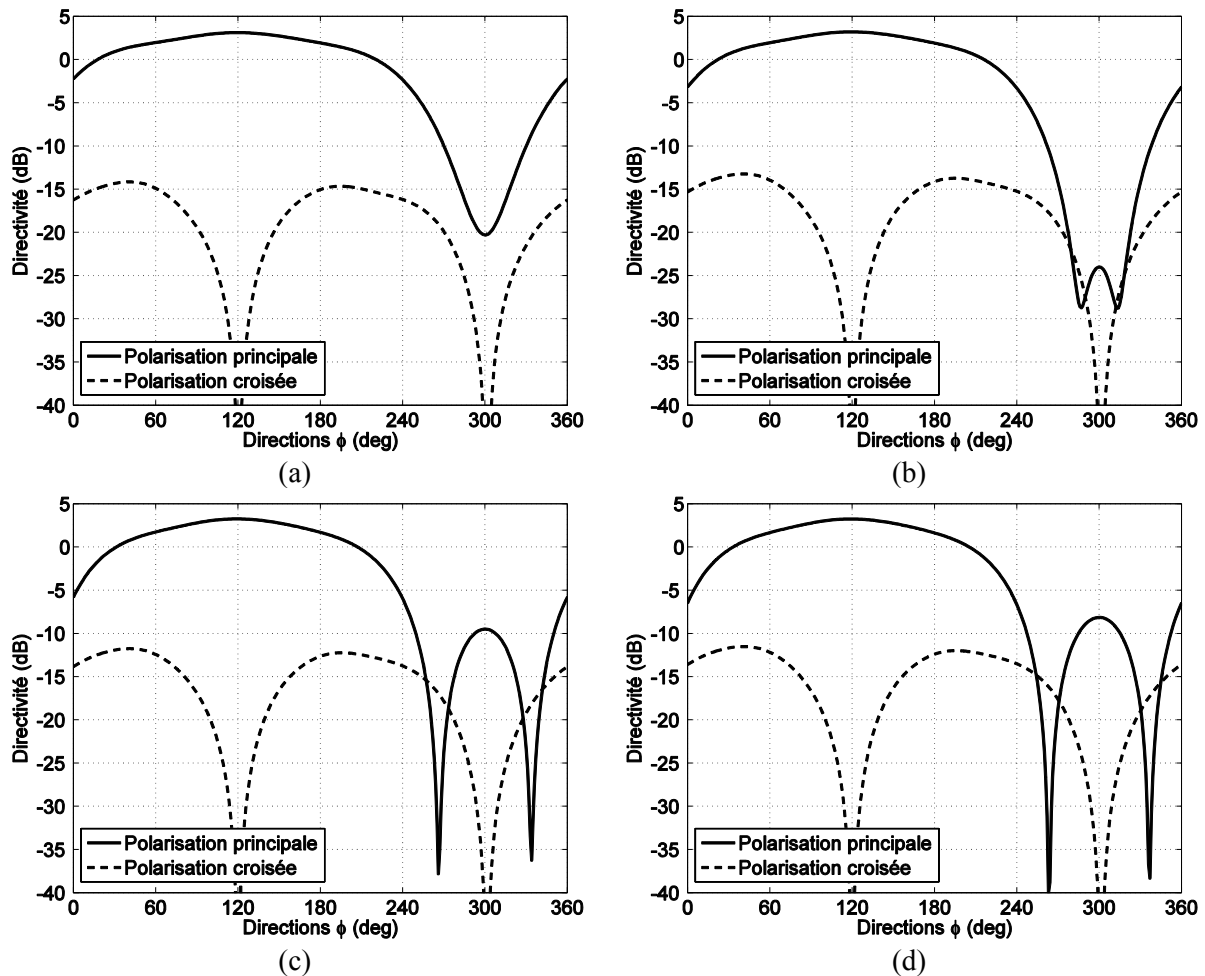 5
0
-5
-10
-15
-20
-25
-30
-35
-40
Directivité (dB)
Polarisation principale
Polarisation croisée
0 60 120 180 240 300 360
Directions ϕ (deg)
(a)
5
0
-5
-10
-15
-20
-25
-30
-35
-40
Directivité (dB)
Polarisation principale
Polarisation croisée
0 60 120 180 240 300 360
Directions ϕ (deg)
(b)
5
0
-5
-10
-15
-20
-25
-30
-35
-40
Directivité (dB)
Polarisation principale
Polarisation croisée
0 60 120 180 240 300 360
Directions ϕ (deg)
(c)
5
0
-5
-10
-15
-20
-25
-30
-35
-40
Directivité (dB)
Polarisation principale
Polarisation croisée
0 60 120 180 240 300 360
Directions ϕ (deg)
(d)